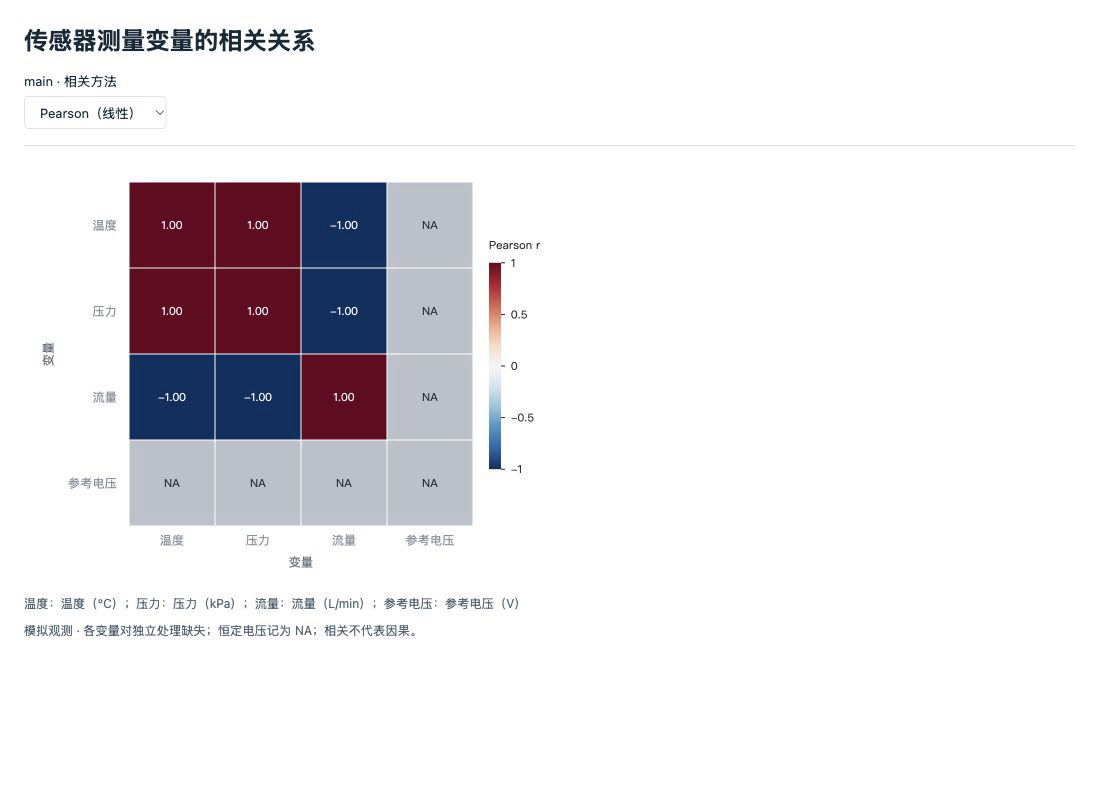 传感器测量变量的相关关系
main · 相关方法
Pearson（线性）
温度 1.00 1.00 −1.00 NA
Pearson r
1
压力 1.00 1.00 −1.00 NA
0.5
变量
0
流量 −1.00 −1.00 1.00 NA
−0.5
−1
参考电压 NA NA NA NA
温度 压力 流量 参考电压
变量
温度：温度（°C）；压力：压力（kPa）；流量：流量（L/min）；参考电压：参考电压（V）
模拟观测 · 各变量对独立处理缺失；恒定电压记为 NA；相关不代表因果。